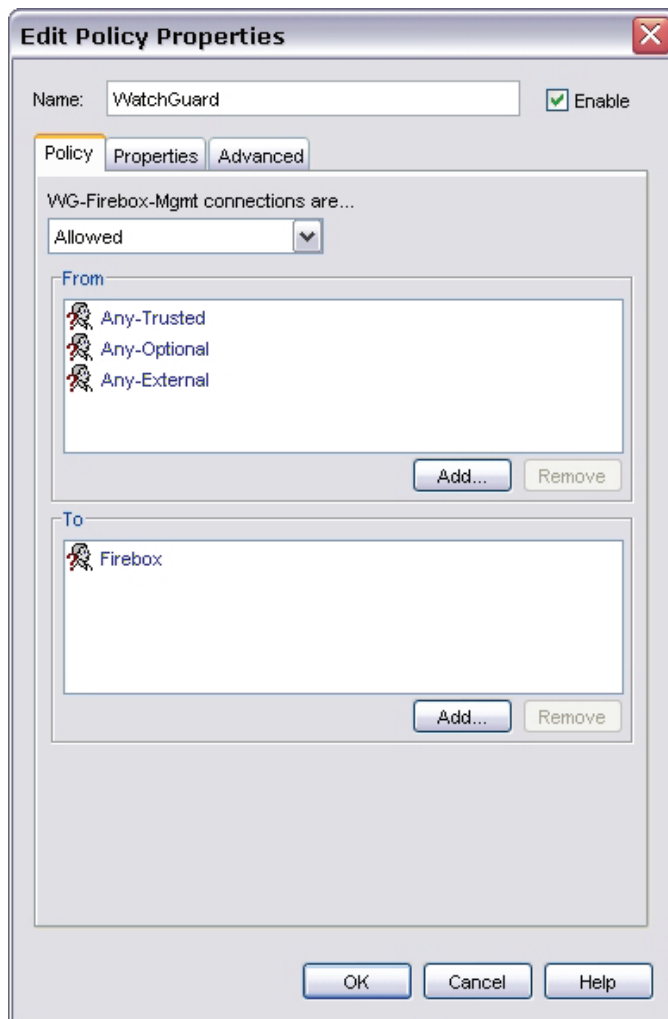 Edit Policy Properties
Name: WatchGuard Enable
Policy Properties Advanced
WG-Firebox-Mgmt connections are...
Allowed
From
Any-Trusted
Any-Optional
Any-External
Add... Remove
To
Firebox
Add... Remove
OK Cancel Help